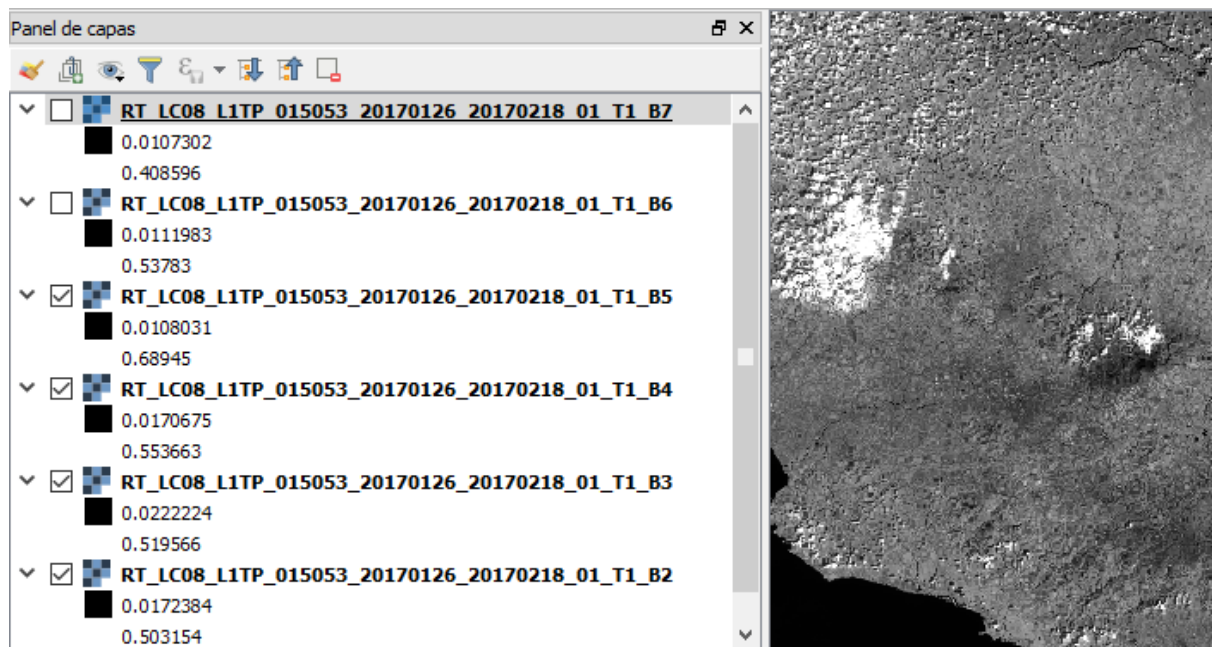 Panel de capas
RT_LC08_L1TP_015053_20170126_20170218_01_T1_B7
0.0107302
0.408596
RT_LC08_L1TP_015053_20170126_20170218_01_T1_B6
0.0111983
0.53783
RT_LC08_L1TP_015053_20170126_20170218_01_T1_B5
0.0108031
0.68945
RT_LC08_L1TP_015053_20170126_20170218_01_T1_B4
0.0170675
0.553663
RT_LC08_L1TP_015053_20170126_20170218_01_T1_B3
0.0222224
0.519566
RT_LC08_L1TP_015053_20170126_20170218_01_T1_B2
0.0172384
0.503154